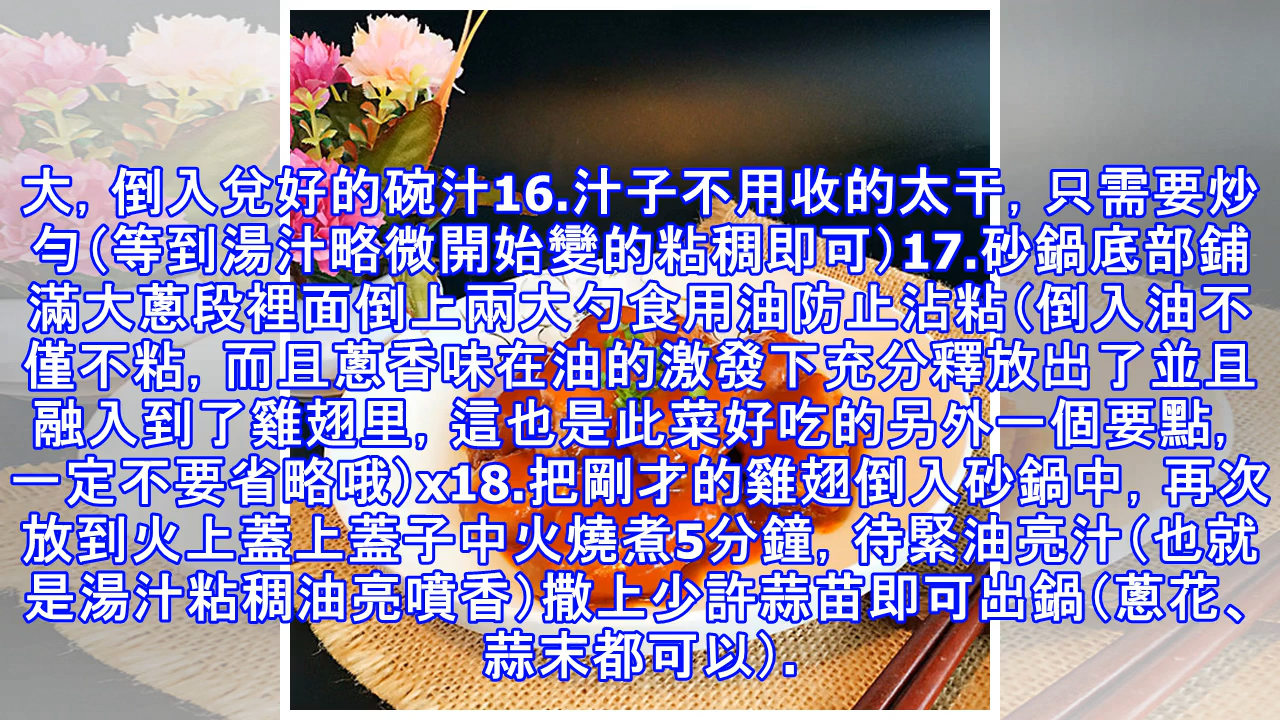 大, 倒入兌好的碗汁16.汁子不用收的太干, 只需要炒
勻(等到湯汁略微開始變的粘稠即可)17.砂鍋底部鋪
滿大蔥段裡面倒上兩大勺食用油防止沾粘(倒入油不
僅不粘, 而且蔥香味在油的激發下充分釋放出了並且
融入到了雞翅里, 這也是此菜好吃的另外一個要點,
一定不要省略哦)x18.把剛才的雞翅倒入砂鍋中, 再次
放到火上蓋上蓋子中火燒煮5分鐘, 待緊油亮汁(也就
是湯汁粘稠油亮噴香)撒上少許蒜苗即可出鍋(蔥花、
蒜末都可以).